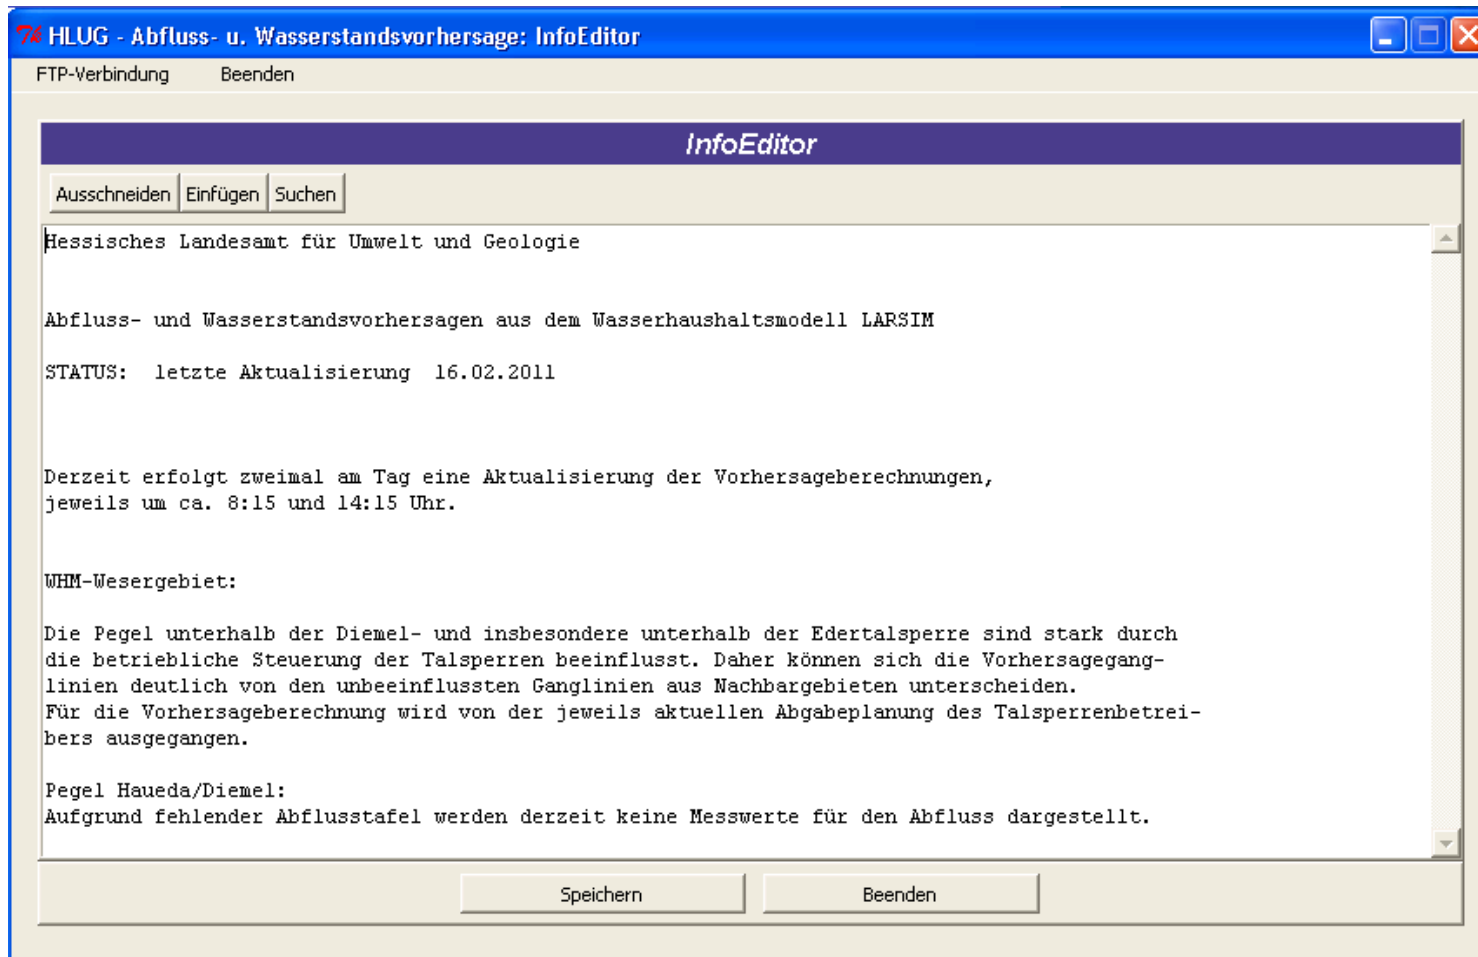 HLUG - Abfluss- u. Wasserstandsvorhersage: InfoEditor
FTP-Verbindung Beenden
InfoEditor
Ausschneiden Einfügen Suchen
Hessisches Landesamt für Umwelt und Geologie
Abfluss- und Wasserstandsvorhersagen aus dem Wasserhaushaltsmodell LARSIM
STATUS: letzte Aktualisierung 16.02.2011
Derzeit erfolgt zweimal am Tag eine Aktualisierung der Vorhersageberechnungen,
jeweils um ca. 8:15 und 14:15 Uhr.
WHM-Wesergebiet:
Die Pegel unterhalb der Diemel- und insbesondere unterhalb der Edertalsperre sind stark durch
die betriebliche Steuerung der Talsperren beeinflusst. Daher können sich die Vorhersagegang-
linien deutlich von den unbeeinflussten Ganglinien aus Nachbargebieten unterscheiden.
Für die Vorhersageberechnung wird von der jeweils aktuellen Abgabeplanung des Talsperrenbetrei-
bers ausgegangen.
Pegel Haueda/Diemel:
Aufgrund fehlender Abflusstafel werden derzeit keine Messwerte für den Abfluss dargestellt.
Speichern Beenden